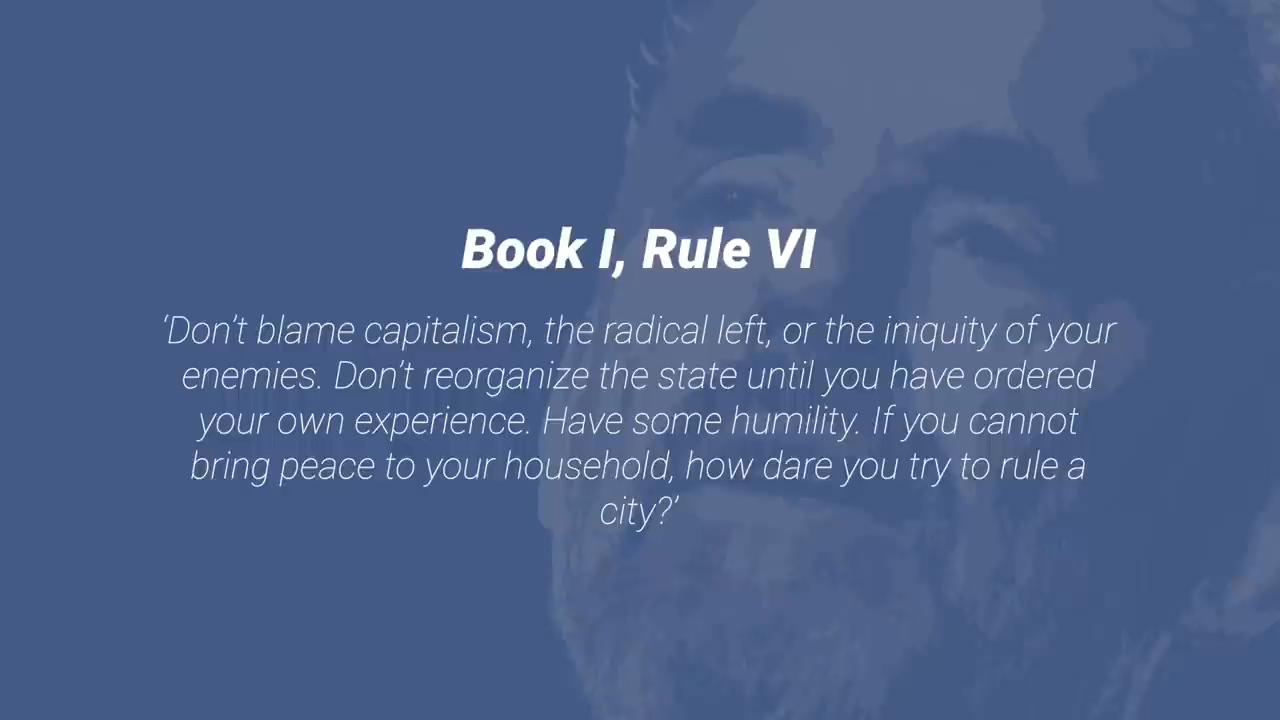 Book I, Rule VI
‘Don’t blame capitalism, the radical left, or the iniquity of your
enemies. Don’t reorganize the state until you have ordered
your own experience. Have some humility. If you cannot
bring peace to your household, how dare you try to rule a
city?’